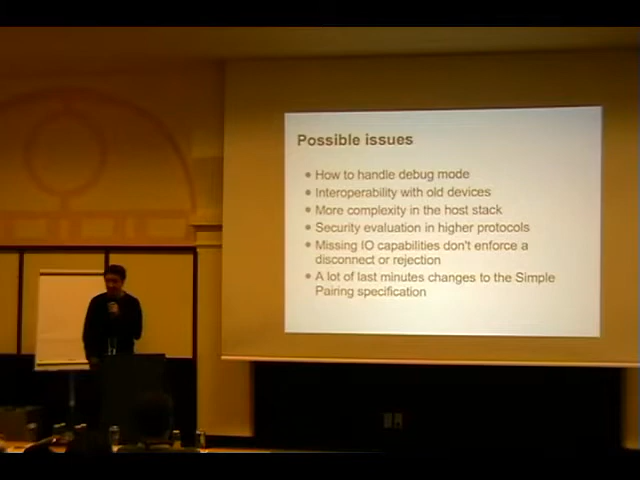 Possible issues
• How to handle debug mode
• Interoperability with old devices
• More complexity in the host stack
• Security evaluation in higher protocols
• Missing IO capabilities don't enforce a
disconnect or rejection
• A lot of last minutes changes to the Simple
Pairing specification